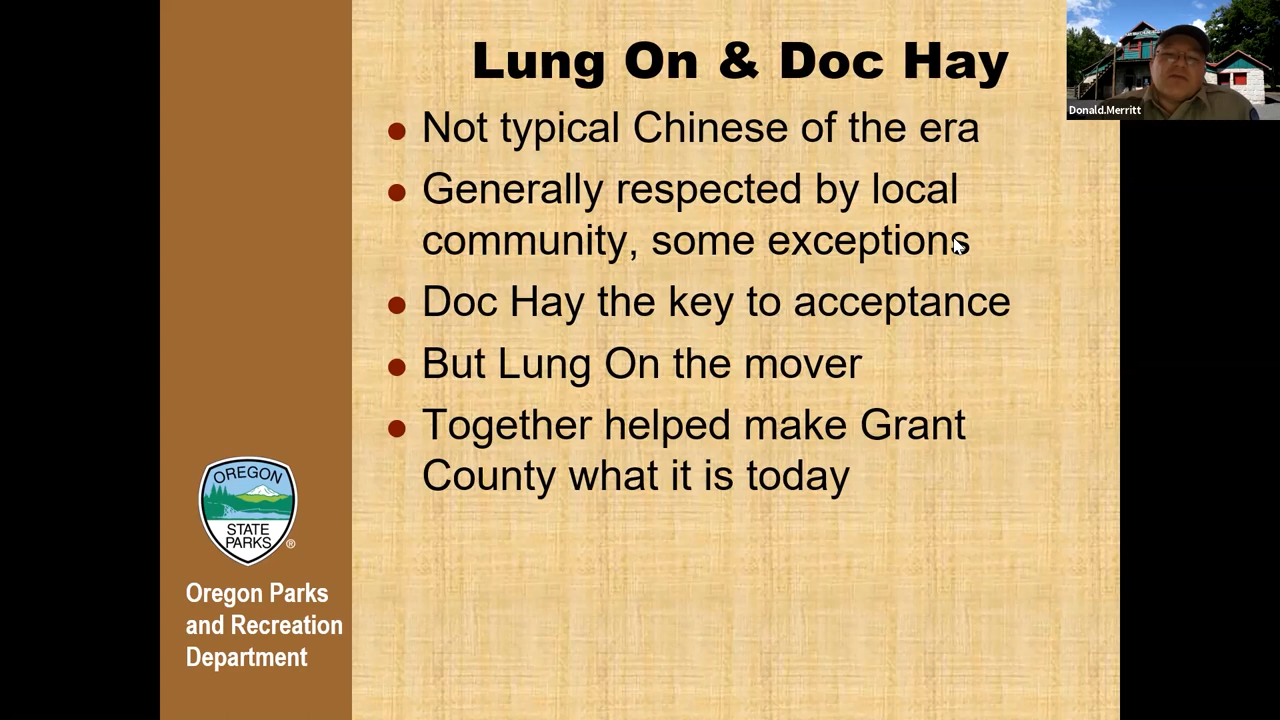 Lung On & Doc Hay
Not typical Chinese of the era
Generally respected by local
community, some exceptions
Doc Hay the key to acceptance
But Lung On the mover
Together helped make Grant
County what it is today
OREGON
STATE
PARKS
®
Oregon Parks
and Recreation
Department
Donald.Merritt